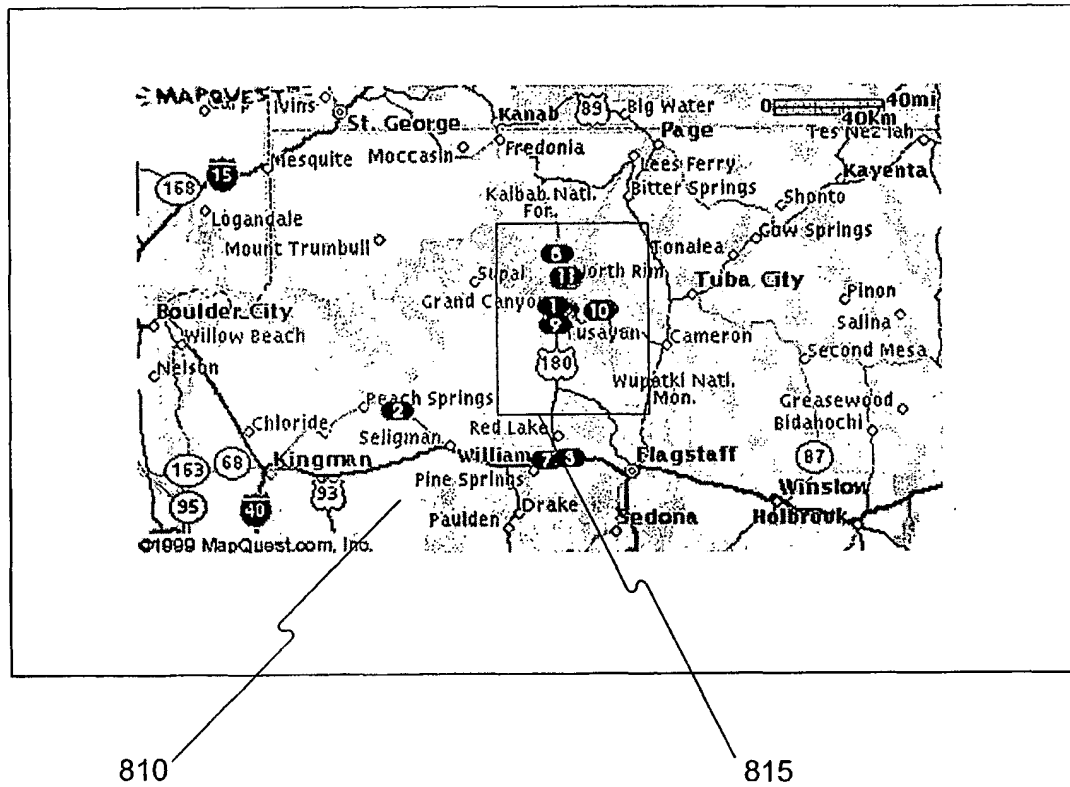 MAPQUEST
Ivins
St. George
Kanab
89
Big Water
Page
0 40mi
40km
Tes Nez Iah
Mesquite
Moccasin
Fredonia
Lees Ferry
Kayenta
15
168
Kaibab Natl.
For.
Bitter Springs
Shonto
Logandale
Mount Trumbull
6
Tonalea
Cow Springs
Supai
11
North Rim
Tuba City
Grand Canyo
1
10
Pinon
Boulder City
9
Tusayan
Salina
Willow Beach
Cameron
Second Mesa
Nelson
180
Wupatki Natl.
Mon.
Peach Springs
2
Greasewood
Chloride
Bidahochi
Seligman
Red Lake
163
68
Kingman
William
7
3
Flagstaff
87
Pine Springs
Winslow
95
40
93
Drake
Paulden
Sedona
Holbrook
©1999 MapQuest.com, Inc.
810
815